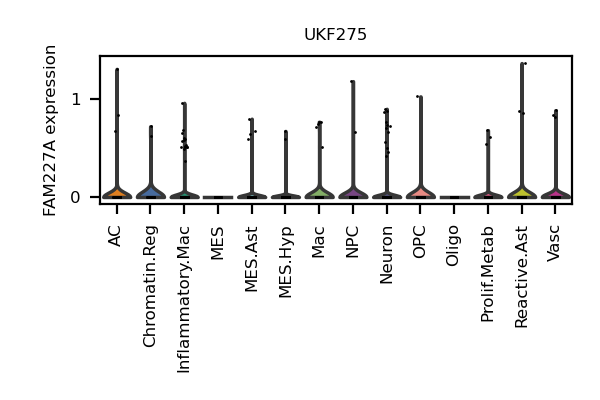 UKF275
FAM227A expression
1
0
AC
Chromatin.Reg
Inflammatory.Mac
MES
MES.Ast
MES.Hyp
Mac
NPC
Neuron
OPC
Oligo
Prolif.Metab
Reactive.Ast
Vasc